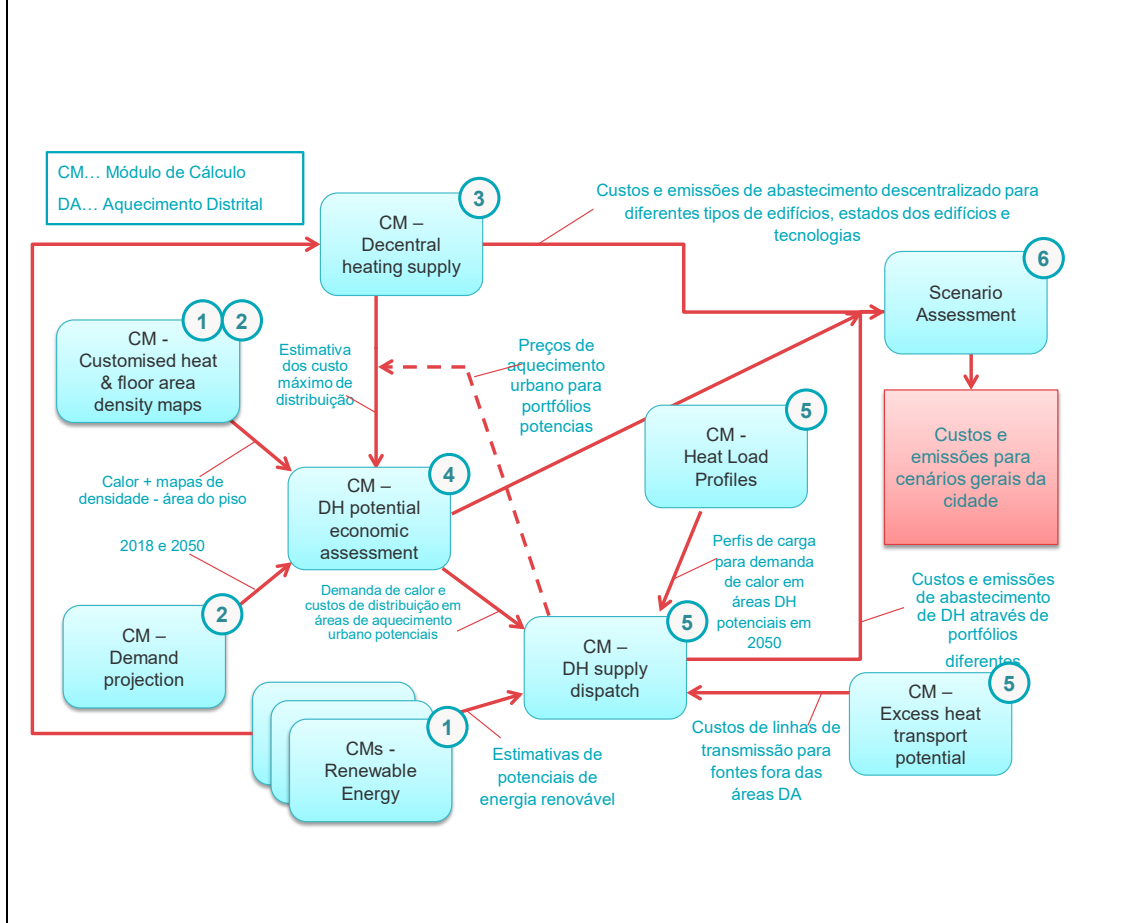 CM… Módulo de Cálculo
DA… Aquecimento Distrital
3
CM –
Decentral
heating supply
Custos e emissões de abastecimento descentralizado para
diferentes tipos de edifícios, estados dos edifícios e
tecnologias
6
Scenario
Assessment
1
2
CM -
Customised heat
& floor area
density maps
Estimativa
dos custo
máximo de
distribuição
Preços de
aquecimento
urbano para
portfólios
potencias
5
CM -
Heat Load
Profiles
Custos e
emissões para
cenários gerais da
cidade
Calor + mapas de
densidade - área do piso
4
CM –
DH potential
economic
assessment
2018 e 2050
Perfis de carga
para demanda
de calor em
áreas DH
potenciais em
2050
Custos e emissões
de abastecimento
de DH através de
portfólios
diferentes
Demanda de calor e
custos de distribuição em
áreas de aquecimento
urbano potenciais
2
CM –
Demand
projection
5
CM –
DH supply
dispatch
5
CM –
Excess heat
transport
potential
1
CMs -
Renewable
Energy
Estimativas de
potenciais de
energia renovável
Custos de linhas de
transmissão para
fontes fora das
áreas DA